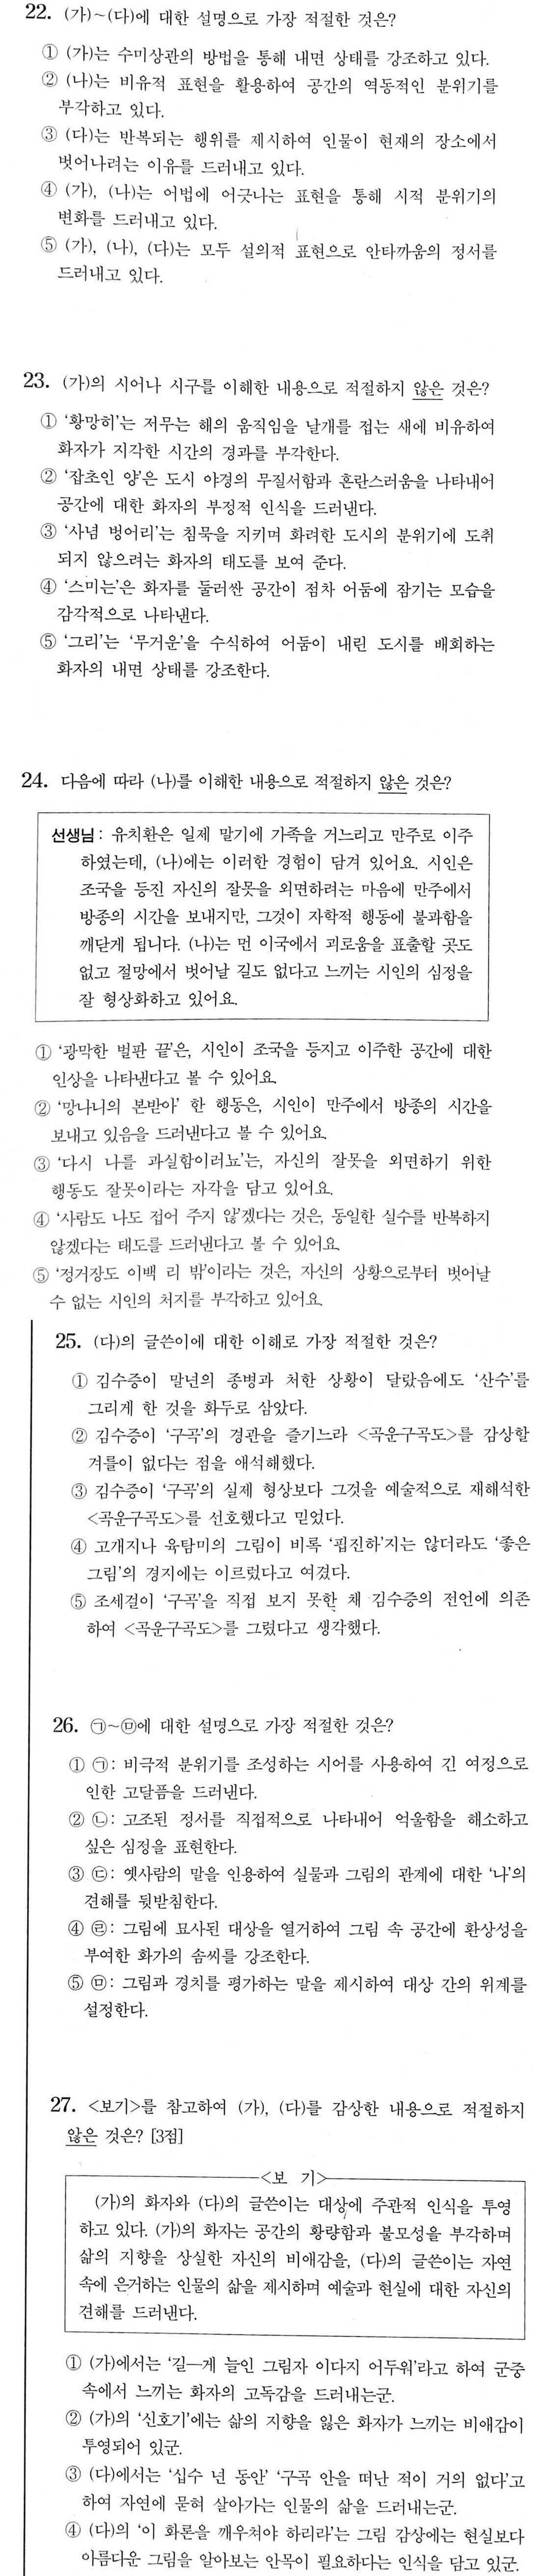 22. (가)~(다)에 대한 설명으로 가장 적절한 것은?
① (가)는 수미상관의 방법을 통해 내면 상태를 강조하고 있다.
② (나)는 비유적 표현을 활용하여 공간의 역동적인 분위기를
부각하고 있다.
③ (다)는 반복되는 행위를 제시하여 인물이 현재의 장소에서
벗어나려는 이유를 드러내고 있다.
④ (가), (나)는 어법에 어긋나는 표현을 통해 시적 분위기의
변화를 드러내고 있다.
⑤ (가), (나), (다)는 모두 설의적 표현으로 안타까움의 정서를
드러내고 있다.
23. (가)의 시어나 시구를 이해한 내용으로 적절하지 않은 것은?
① ‘황망히’는 저무는 해의 움직임을 날개를 접는 새에 비유하여
화자가 지각한 시간의 경과를 부각한다.
② ‘잡초인 양’은 도시 야경의 무질서함과 혼란스러움을 나타내어
공간에 대한 화자의 부정적 인식을 드러낸다.
③ ‘사념 벙어리’는 침묵을 지키며 화려한 도시의 분위기에 도취
되지 않으려는 화자의 태도를 보여 준다.
④ ‘스미는’은 화자를 둘러싼 공간이 점차 어둠에 잠기는 모습을
감각적으로 나타낸다.
⑤ ‘그리’는 ‘무거운’을 수식하여 어둠이 내린 도시를 배회하는
화자의 내면 상태를 강조한다.
24. 다음에 따라 (나)를 이해한 내용으로 적절하지 않은 것은?
선생님 : 유치환은 일제 말기에 가족을 거느리고 만주로 이주
하였는데, (나)에는 이러한 경험이 담겨 있어요. 시인은
조국을 등진 자신의 잘못을 외면하려는 마음에 만주에서
방종의 시간을 보내지만, 그것이 자학적 행동에 불과함을
깨닫게 됩니다. (나)는 먼 이국에서 괴로움을 표출할 곳도
없고 절망에서 벗어날 길도 없다고 느끼는 시인의 심정을
잘 형상화하고 있어요.
① ‘광막한 벌판 끝’은, 시인이 조국을 등지고 이주한 공간에 대한
인상을 나타낸다고 볼 수 있어요.
② ‘망나니의 본받아’ 한 행동은, 시인이 만주에서 방종의 시간을
보내고 있음을 드러낸다고 볼 수 있어요.
③ ‘다시 나를 과실함이러뇨’는, 자신의 잘못을 외면하기 위한
행동도 잘못이라는 자각을 담고 있어요.
④ ‘사람도 나도 접어 주지 않’겠다는 것은, 동일한 실수를 반복하지
않겠다는 태도를 드러낸다고 볼 수 있어요.
⑤ ‘정거장도 이백 리 밖’이라는 것은, 자신의 상황으로부터 벗어날
수 없는 시인의 처지를 부각하고 있어요.
25. (다)의 글쓴이에 대한 이해로 가장 적절한 것은?
① 김수증이 말년의 종병과 처한 상황이 달랐음에도 ‘산수’를
그리게 한 것을 화두로 삼았다.
② 김수증이 ‘구곡’의 경관을 즐기느라 <곡운구곡도>를 감상할
겨를이 없다는 점을 애석해했다.
③ 김수증이 ‘구곡’의 실제 형상보다 그것을 예술적으로 재해석한
<곡운구곡도>를 선호했다고 믿었다.
④ 고개지나 육탐미의 그림이 비록 ‘핍진하’지는 않더라도 ‘좋은
그림’의 경지에는 이르렀다고 여겼다.
⑤ 조세걸이 ‘구곡’을 직접 보지 못한 채 김수증의 전언에 의존
하여 <곡운구곡도>를 그렸다고 생각했다.
26. ㉠~㉤에 대한 설명으로 가장 적절한 것은?
① ㉠: 비극적 분위기를 조성하는 시어를 사용하여 긴 여정으로
인한 고달픔을 드러낸다.
② ㉡: 고조된 정서를 직접적으로 나타내어 억울함을 해소하고
싶은 심정을 표현한다.
③ ㉢: 옛사람의 말을 인용하여 실물과 그림의 관계에 대한 ‘나’의
견해를 뒷받침한다.
④ ㉣: 그림에 묘사된 대상을 열거하여 그림 속 공간에 환상성을
부여한 화가의 솜씨를 강조한다.
⑤ ㉤: 그림과 경치를 평가하는 말을 제시하여 대상 간의 위계를
설정한다.
27. <보기>를 참고하여 (가), (다)를 감상한 내용으로 적절하지
않은 것은? [3점]
<보 기>
(가)의 화자와 (다)의 글쓴이는 대상에 주관적 인식을 투영
하고 있다. (가)의 화자는 공간의 황량함과 불모성을 부각하며
삶의 지향을 상실한 자신의 비애감을, (다)의 글쓴이는 자연
속에 은거하는 인물의 삶을 제시하며 예술과 현실에 대한 자신의
견해를 드러낸다.
① (가)에서는 ‘길―게 늘인 그림자 이다지 어두워’라고 하여 군중
속에서 느끼는 화자의 고독감을 드러내는군.
② (가)의 ‘신호기’에는 삶의 지향을 잃은 화자가 느끼는 비애감이
투영되어 있군.
③ (다)에서는 ‘십수 년 동안’ ‘구곡 안을 떠난 적이 거의 없다’고
하여 자연에 묻혀 살아가는 인물의 삶을 드러내는군.
④ (다)의 ‘이 화론을 깨우쳐야 하리라’는 그림 감상에는 현실보다
아름다운 그림을 알아보는 안목이 필요하다는 인식을 담고 있군.